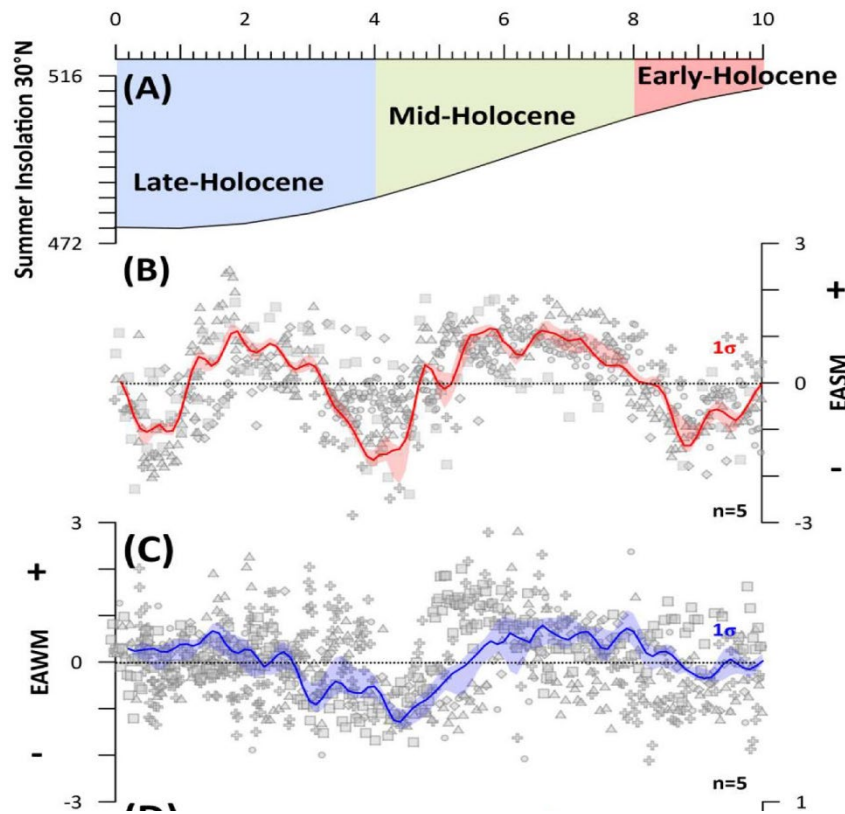 0 2 4 6 8 10
516
(A)
Early-Holocene
Mid-Holocene
Late-Holocene
Summer Insolation 30°N
472
3
(B)
+
1σ
0
EASM
-
n=5
-3
3
(C)
+
1σ
0
EAWM
-
n=5
-3
1